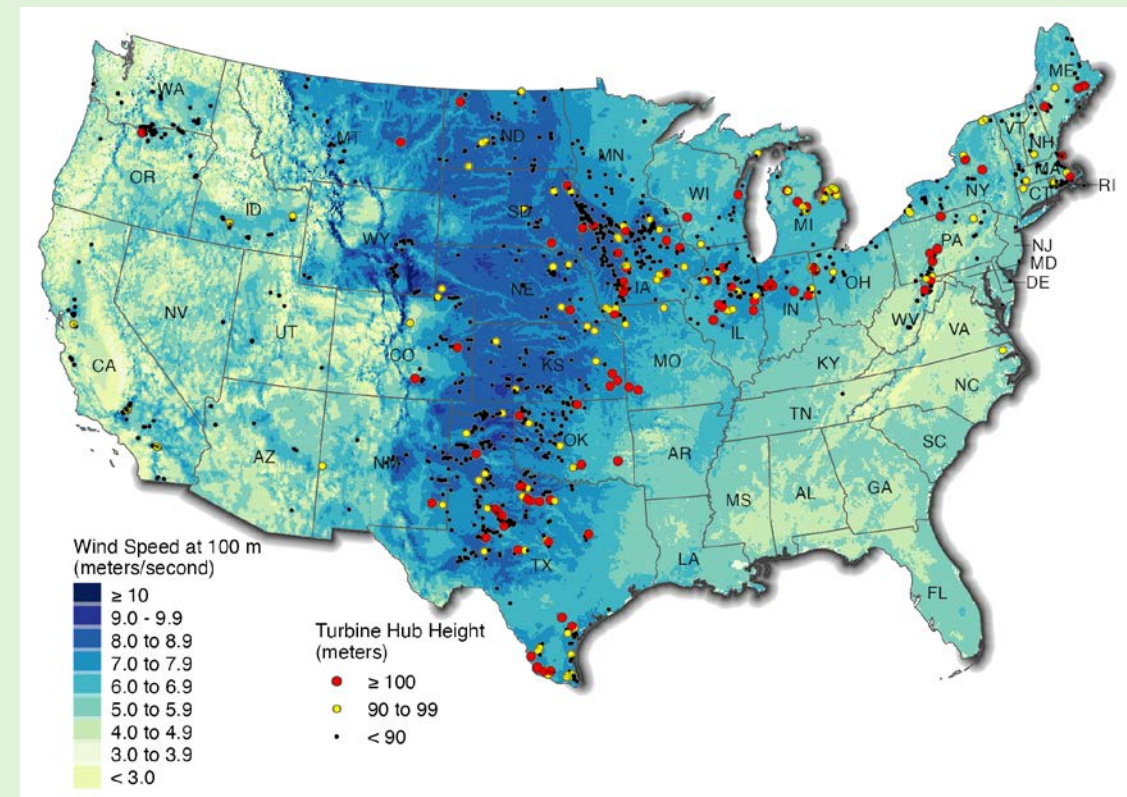 WA
OR
ID
MT
ND
MN
SD
WY
NE
IA
WI
MI
IL
IN
OH
NY
VT
NH
ME
MA
CT
RI
PA
NJ
MD
DE
WV
VA
KY
NC
TN
SC
CA
NV
UT
CO
KS
MO
AZ
NM
OK
AR
MS
AL
GA
TX
LA
FL
Wind Speed at 100 m
(meters/second)
≥ 10
9.0 - 9.9
8.0 to 8.9
7.0 to 7.9
6.0 to 6.9
5.0 to 5.9
4.0 to 4.9
3.0 to 3.9
< 3.0
Turbine Hub Height
(meters)
≥ 100
90 to 99
< 90